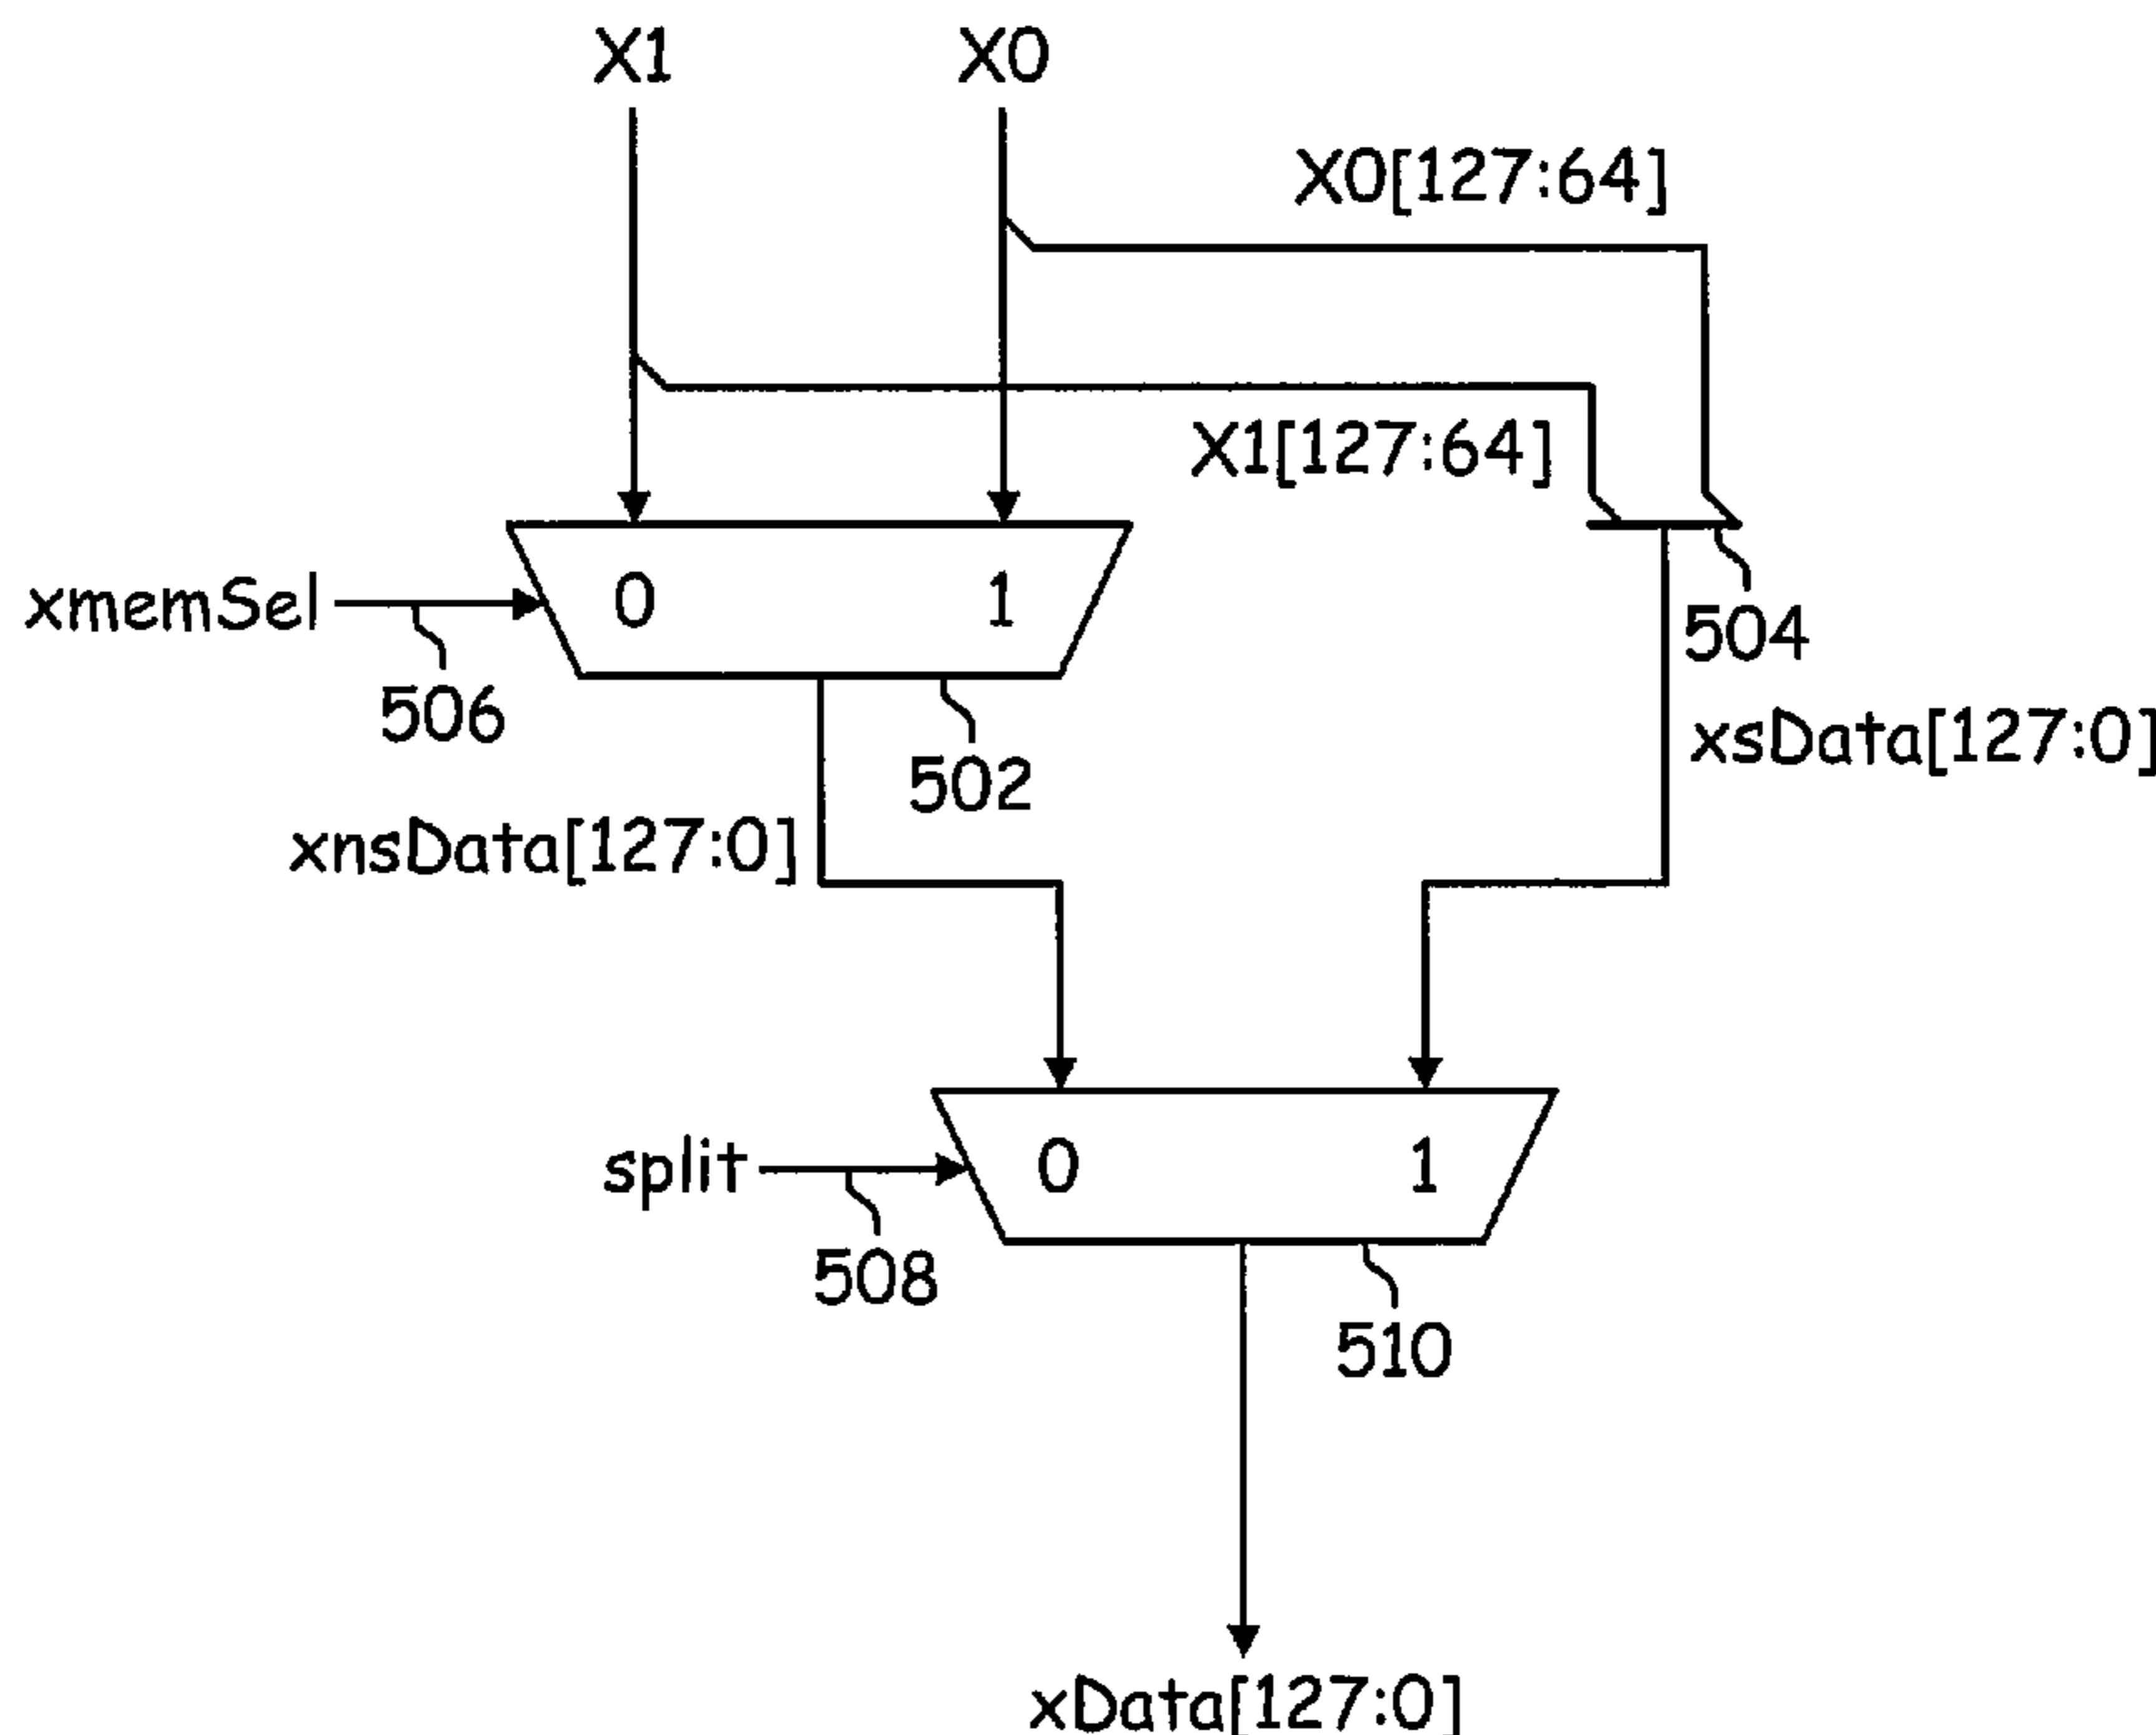 X1
X0
X0[127:64]
X1[127:64]
0
1
xmemSel
506
502
504
xsData[127:0]
xnsData[127:0]
split
0
1
508
510
xData[127:0]